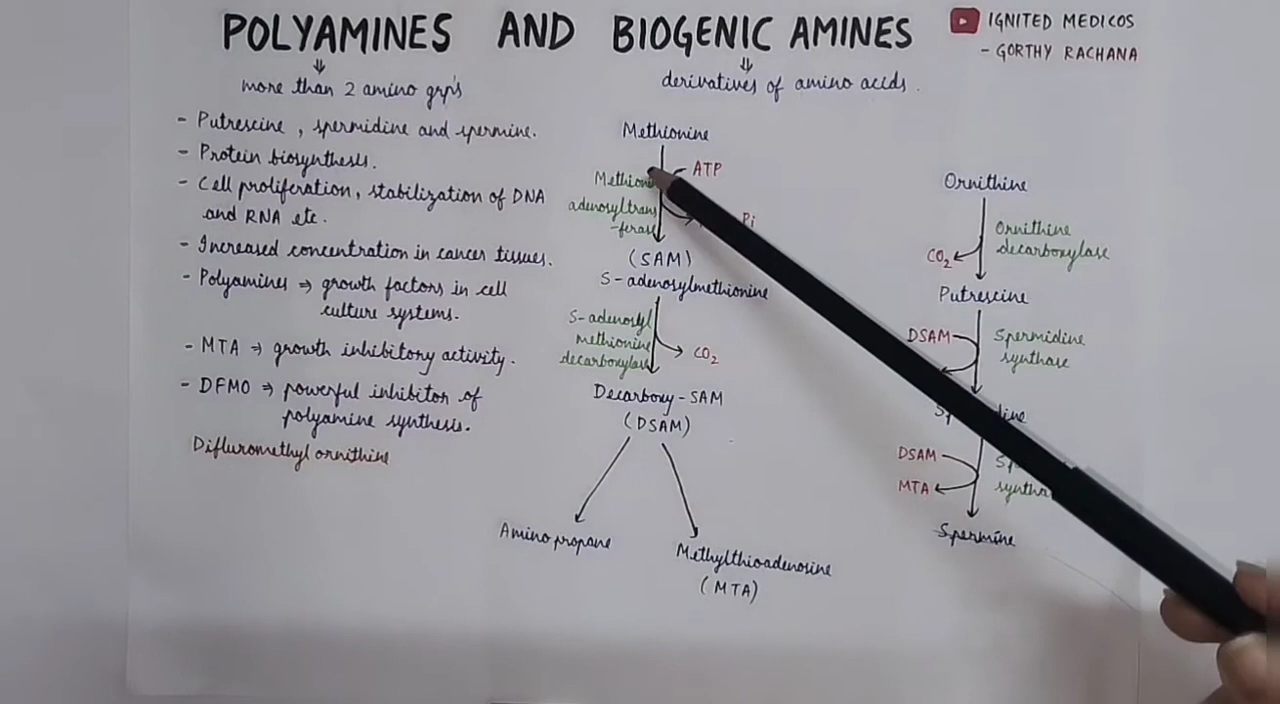 POLYAMINES AND BIOGENIC AMINES
IGNITED MEDICOS
- GORTHY RACHANA
⇓
more than 2 amino grp's
⇓
derivatives of amino acids.
- Putrescine, spermidine and spermine.
- Protein biosynthesis.
- Cell proliferation, stabilization of DNA
and RNA etc.
- Increased concentration in cancer tissues.
- Polyamines ⇒ growth factors in cell
culture systems.
- MTA ⇒ growth inhibitory activity.
- DFMO ⇒ powerful inhibitor of
polyamine synthesis.
Difluromethyl ornithine
Methionine
ATP
adenosyltrans
-ferase
Pi
(SAM)
S-adenosylmethionine
S-adenosyl
Methionine
decarboxylase
CO2
Decarboxy-SAM
(DSAM)
Aminopropane
Methylthioadenosine
(MTA)
Ornithine
Ornithine
decarboxylase
CO2
Putrescine
DSAM
Spermidine
synthase
DSAM
MTA
Spermine